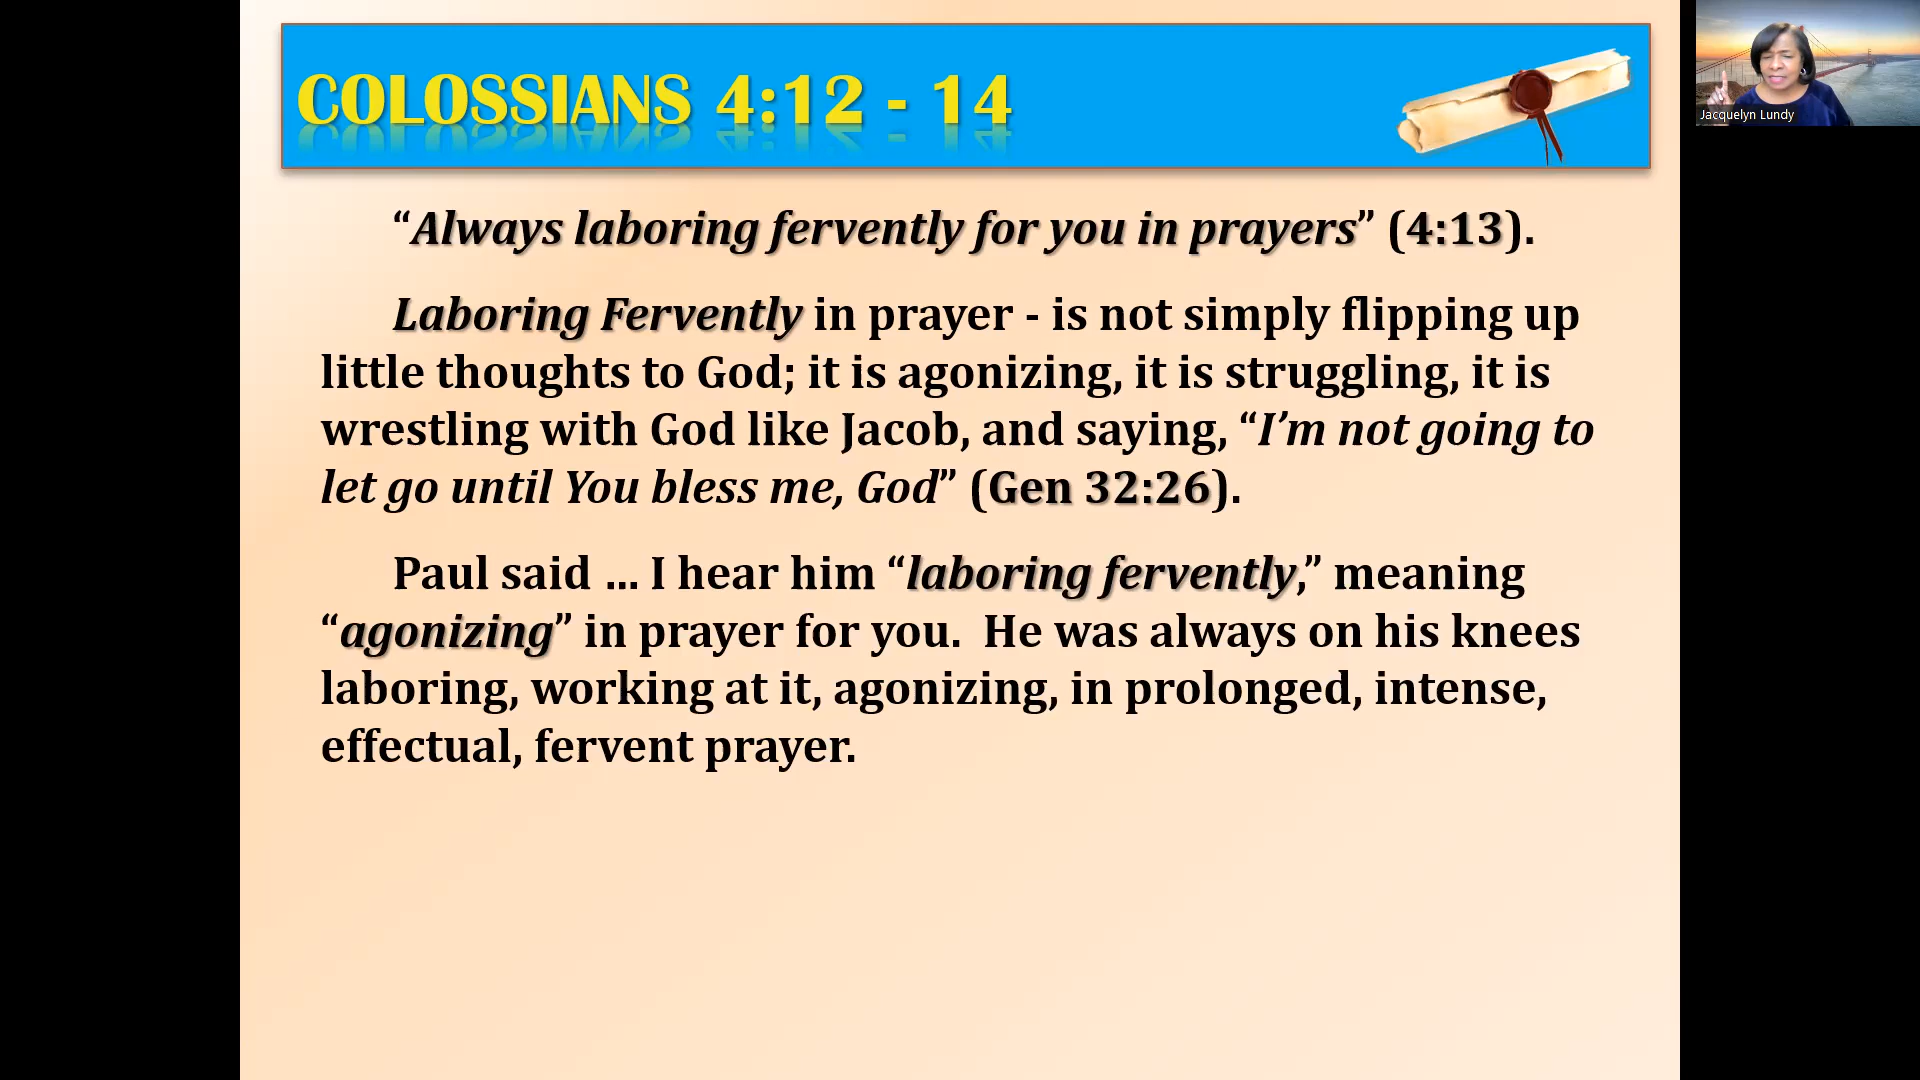 COLOSSIANS 4:12 - 14
Jacquelyn Lundy
“Always laboring fervently for you in prayers” (4:13).
Laboring Fervently in prayer - is not simply flipping up
little thoughts to God; it is agonizing, it is struggling, it is
wrestling with God like Jacob, and saying, “I’m not going to
let go until You bless me, God” (Gen 32:26).
Paul said ... I hear him “laboring fervently,” meaning
“agonizing” in prayer for you.  He was always on his knees
laboring, working at it, agonizing, in prolonged, intense,
effectual, fervent prayer.